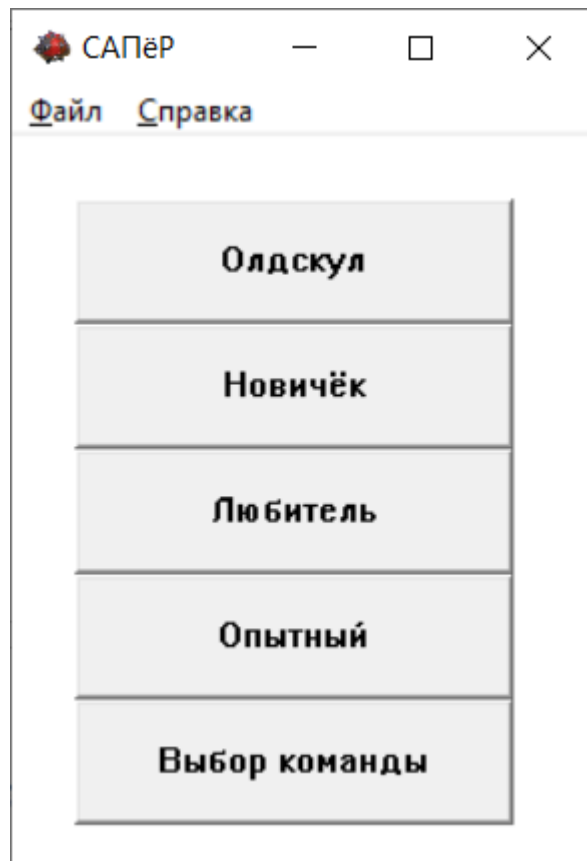 САПёР
Файл Справка
Олдскул
Новичёк
Любитель
Опытный
Выбор команды